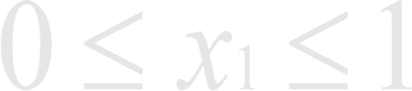 0 ≤ x₁ ≤ 1